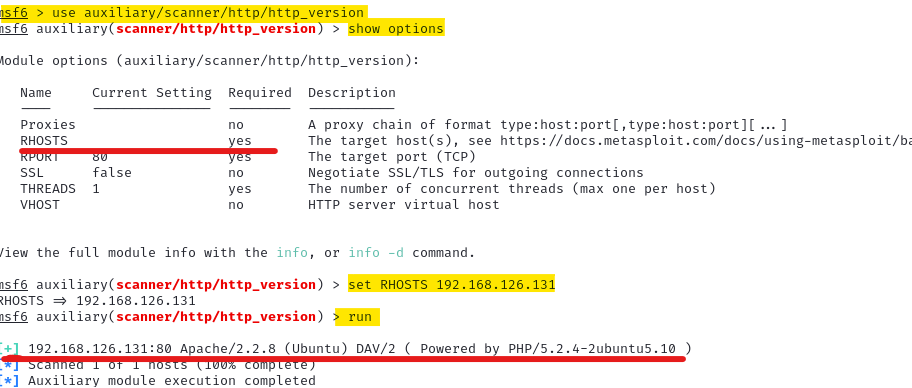 msf6 > use auxiliary/scanner/http/http_version
msf6 auxiliary(scanner/http/http_version) > show options
Module options (auxiliary/scanner/http/http_version):
Name Current Setting Required Description
Proxies no A proxy chain of format type:host:port[,type:host:port][...]
RHOSTS yes The target host(s), see https://docs.metasploit.com/docs/using-metasploit/ba
RPORT 80 yes The target port (TCP)
SSL false no Negotiate SSL/TLS for outgoing connections
THREADS 1 yes The number of concurrent threads (max one per host)
VHOST no HTTP server virtual host
View the full module info with the info, or info -d command.
msf6 auxiliary(scanner/http/http_version) > set RHOSTS 192.168.126.131
RHOSTS => 192.168.126.131
msf6 auxiliary(scanner/http/http_version) > run
[+] 192.168.126.131:80 Apache/2.2.8 (Ubuntu) DAV/2 ( Powered by PHP/5.2.4-2ubuntu5.10 )
[*] Scanned 1 of 1 hosts (100% complete)
[*] Auxiliary module execution completed